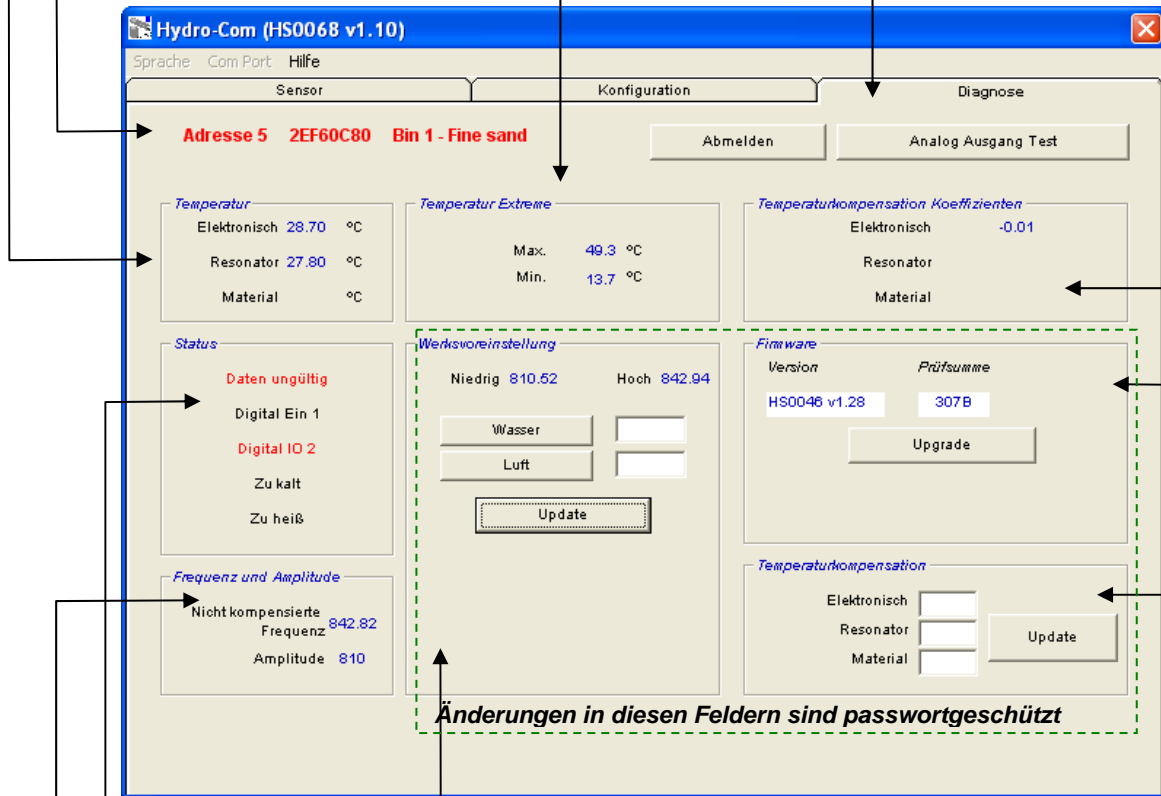 Hydro-Com (HS0068 v1.10)
Sprache Com Port Hilfe
Sensor Konfiguration Diagnose
Adresse 5 2EF60C80 Bin 1 - Fine sand
Abmelden Analog Ausgang Test
Temperatur
Elektronisch 28.70 ºC
Resonator 27.80 ºC
Material ºC
Temperatur Extreme
Max. 49.3 ºC
Min. 13.7 ºC
Temperaturkompensation Koeffizienten
Elektronisch -0.01
Resonator
Material
Status
Daten ungültig
Digital Ein 1
Digital IO 2
Zu kalt
Zu heiß
Werksvoreinstellung
Niedrig 810.52 Hoch 842.94
Wasser
Luft
Update
Firmware
Version Prüfsumme
HS0046 v1.28 307B
Upgrade
Frequenz und Amplitude
Nicht kompensierte
Frequenz 842.82
Amplitude 810
Temperaturkompensation
Elektronisch
Resonator
Material
Update
Änderungen in diesen Feldern sind passwortgeschützt